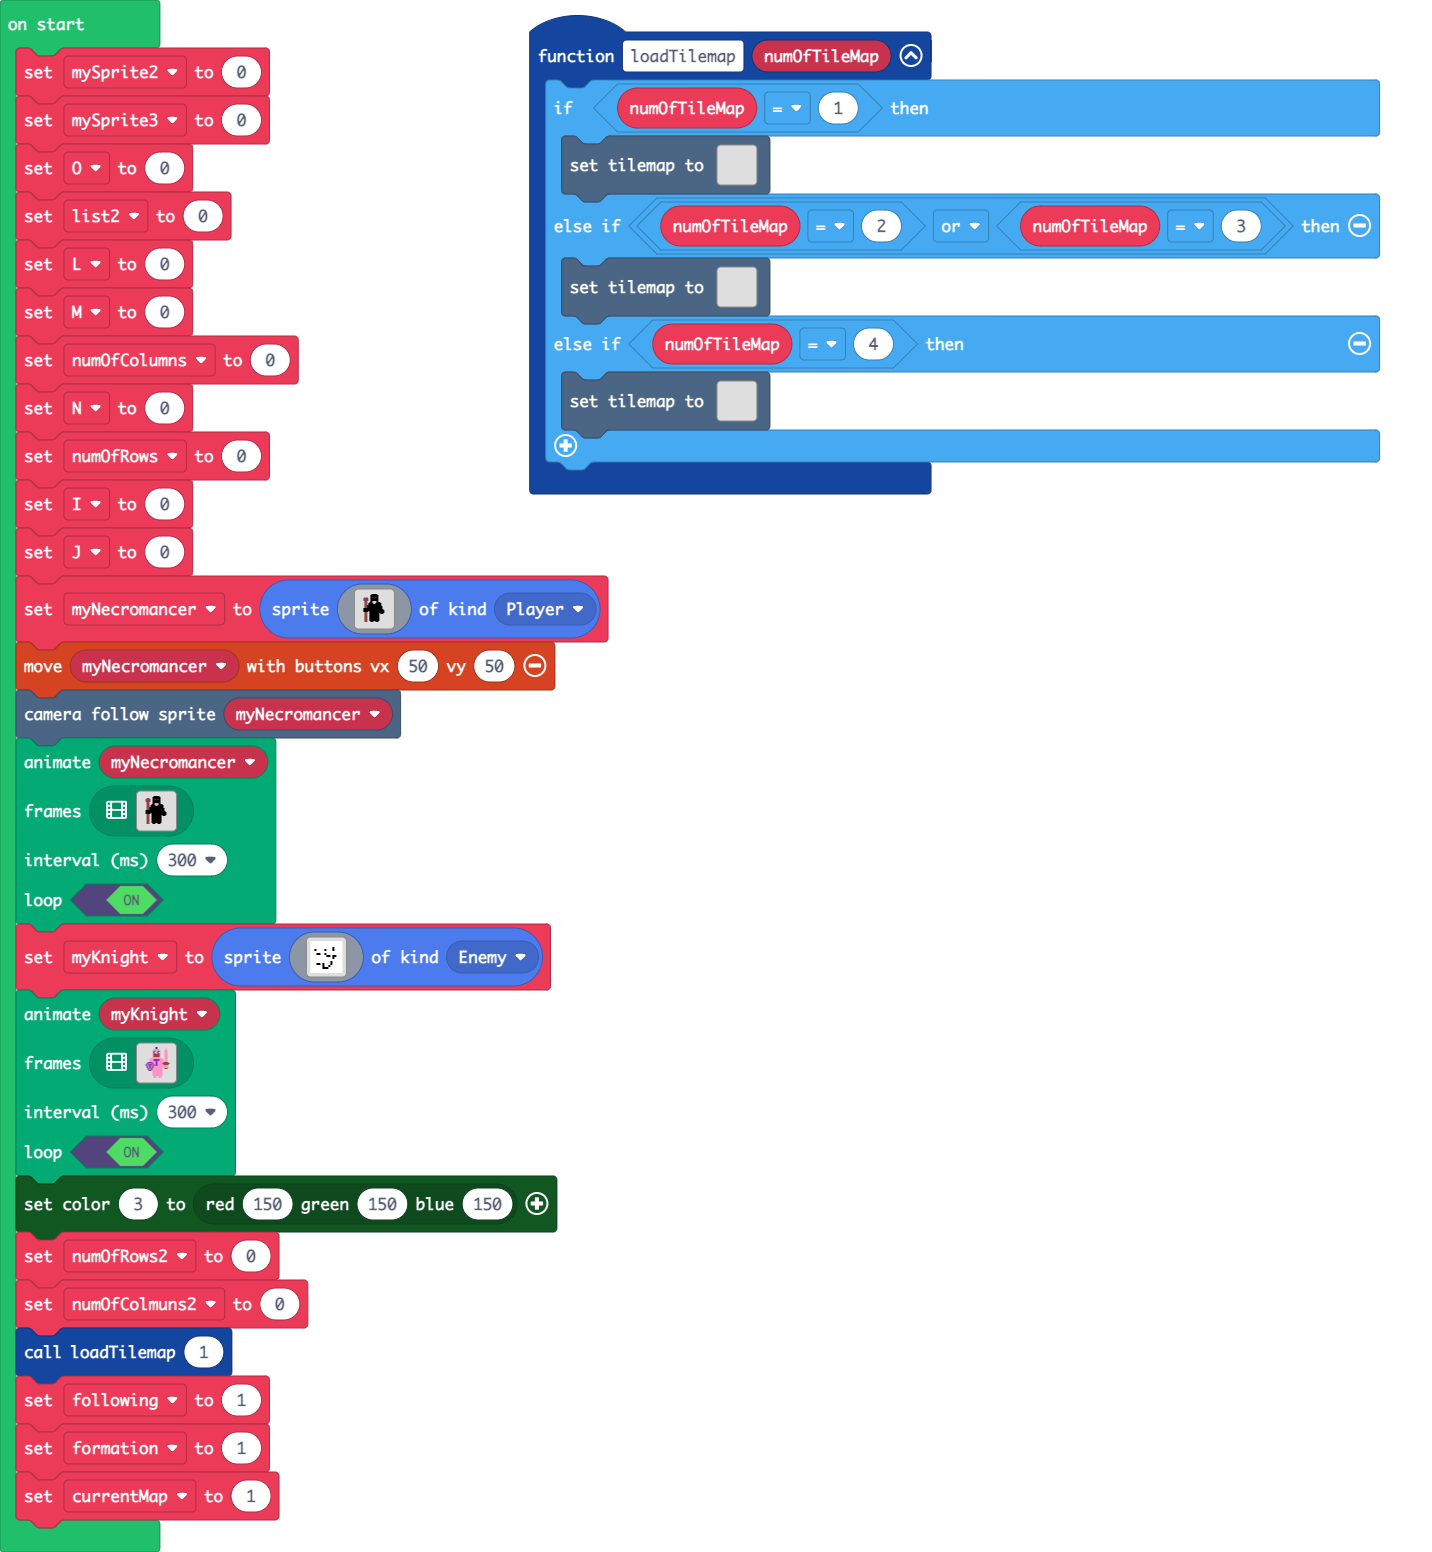 on start
set mySprite2 to 0
set mySprite3 to 0
set O to 0
set list2 to 0
set L to 0
set M to 0
set numOfColumns to 0
set N to 0
set numOfRows to 0
set I to 0
set J to 0
set myNecromancer to sprite of kind Player
move myNecromancer with buttons vx 50 vy 50
camera follow sprite myNecromancer
animate myNecromancer
frames
interval (ms) 300
loop ON
set myKnight to sprite of kind Enemy
animate myKnight
frames
interval (ms) 300
loop ON
set color 3 to red 150 green 150 blue 150
set numOfRows2 to 0
set numOfColmuns2 to 0
call loadTilemap 1
set following to 1
set formation to 1
set currentMap to 1
function loadTilemap numOfTileMap
if numOfTileMap = 1 then
set tilemap to
else if numOfTileMap = 2 or numOfTileMap = 3 then
set tilemap to
else if numOfTileMap = 4 then
set tilemap to